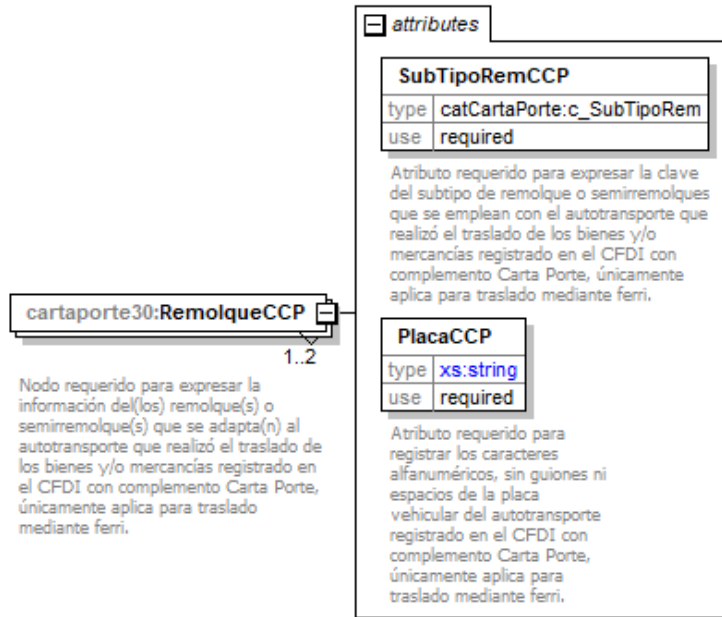 attributes
SubTipoRemCCP
type catCartaPorte:c_SubTipoRem
use required
Atributo requerido para expresar la clave
del subtipo de remolque o semirremolques
que se emplean con el autotransporte que
realizó el traslado de los bienes y/o
mercancías registrado en el CFDI con
complemento Carta Porte, únicamente
aplica para traslado mediante ferri.
cartaporte30:RemolqueCCP
1..2
Nodo requerido para expresar la
información del(los) remolque(s) o
semirremolque(s) que se adapta(n) al
autotransporte que realizó el traslado de
los bienes y/o mercancías registrado en
el CFDI con complemento Carta Porte,
únicamente aplica para traslado
mediante ferri.
PlacaCCP
type xs:string
use required
Atributo requerido para
registrar los caracteres
alfanuméricos, sin guiones ni
espacios de la placa
vehicular del autotransporte
registrado en el CFDI con
complemento Carta Porte,
únicamente aplica para
traslado mediante ferri.